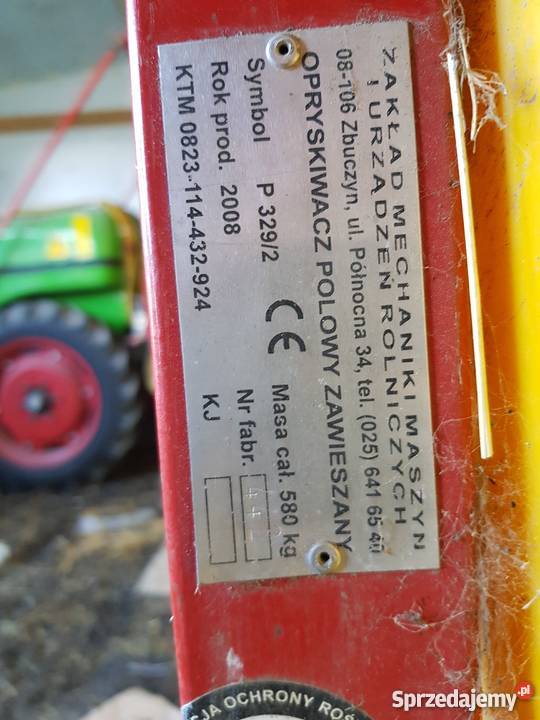 ZAKŁAD MECHANIKI MASZYN
I URZĄDZEŃ ROLNICZYCH
08-106 Zbuczyn, ul. Północna 34, tel. (025) 641 65 40
OPRYSKIWACZ POLOWY ZAWIESZANY
Symbol P 329/2 CE Masa cał. 580 kg
Rok prod. 2008 Nr fabr.
KTM 0823-114-432-924 KJ
JA OCHRONY ROŚ
Sprzedajemy.pl